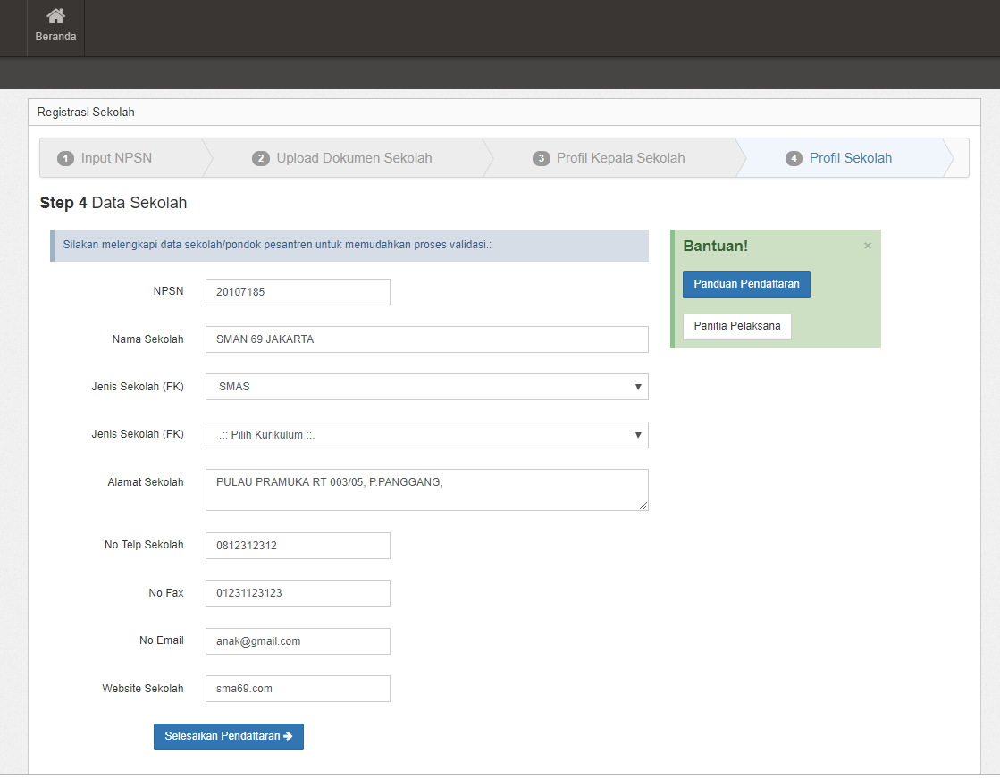 Beranda
Registrasi Sekolah
1 Input NPSN
2 Upload Dokumen Sekolah
3 Profil Kepala Sekolah
4 Profil Sekolah
Step 4 Data Sekolah
Silakan melengkapi data sekolah/pondok pesantren untuk memudahkan proses validasi.:
Bantuan! ×
Panduan Pendaftaran
Panitia Pelaksana
NPSN 20107185
Nama Sekolah SMAN 69 JAKARTA
Jenis Sekolah (FK) SMAS
Jenis Sekolah (FK) .:: Pilih Kurikulum ::.
Alamat Sekolah PULAU PRAMUKA RT 003/05, P.PANGGANG,
No Telp Sekolah 0812312312
No Fax 01231123123
No Email anak@gmail.com
Website Sekolah sma69.com
Selesaikan Pendaftaran